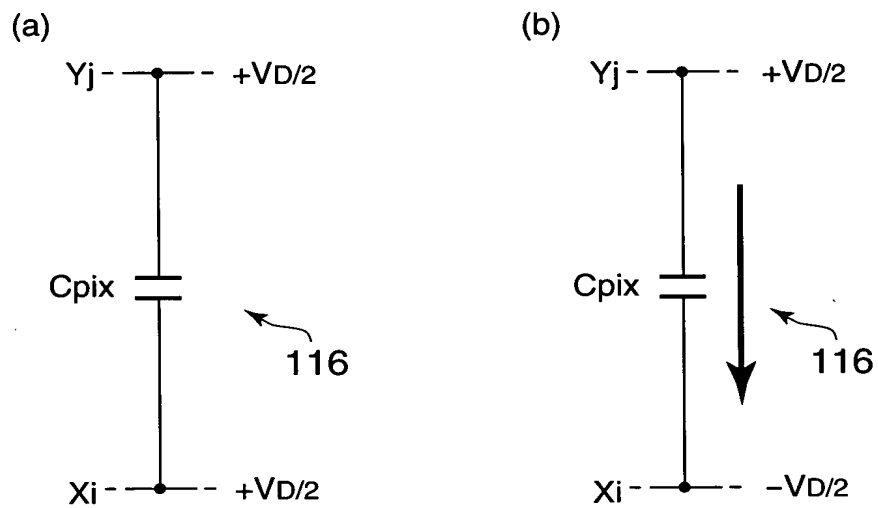 (a)
Yj
+VD/2
Cpix
116
Xi
+VD/2
(b)
Yj
+VD/2
Cpix
116
Xi
−VD/2